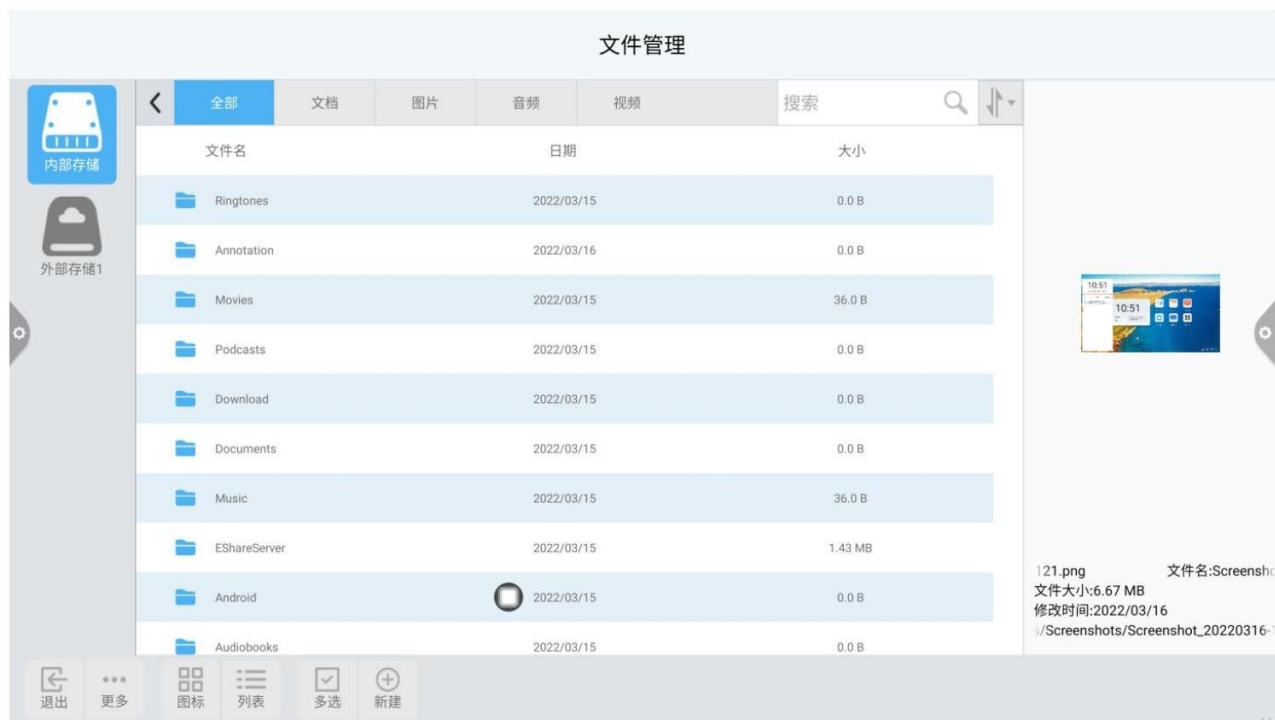 文件管理
全部 文档 图片 音频 视频 搜索
内部存储
外部存储1
文件名 日期 大小
Ringtones 2022/03/15 0.0 B
Annotation 2022/03/16 0.0 B
Movies 2022/03/15 36.0 B
Podcasts 2022/03/15 0.0 B
Download 2022/03/15 0.0 B
Documents 2022/03/15 0.0 B
Music 2022/03/15 36.0 B
EShareServer 2022/03/15 1.43 MB
Android 2022/03/15 0.0 B
Audiobooks 2022/03/15 0.0 B
10:51
10:51
121.png 文件名:Screensho
文件大小:6.67 MB
修改时间:2022/03/16
/Screenshots/Screenshot_20220316-1
退出 更多 图标 列表 多选 新建